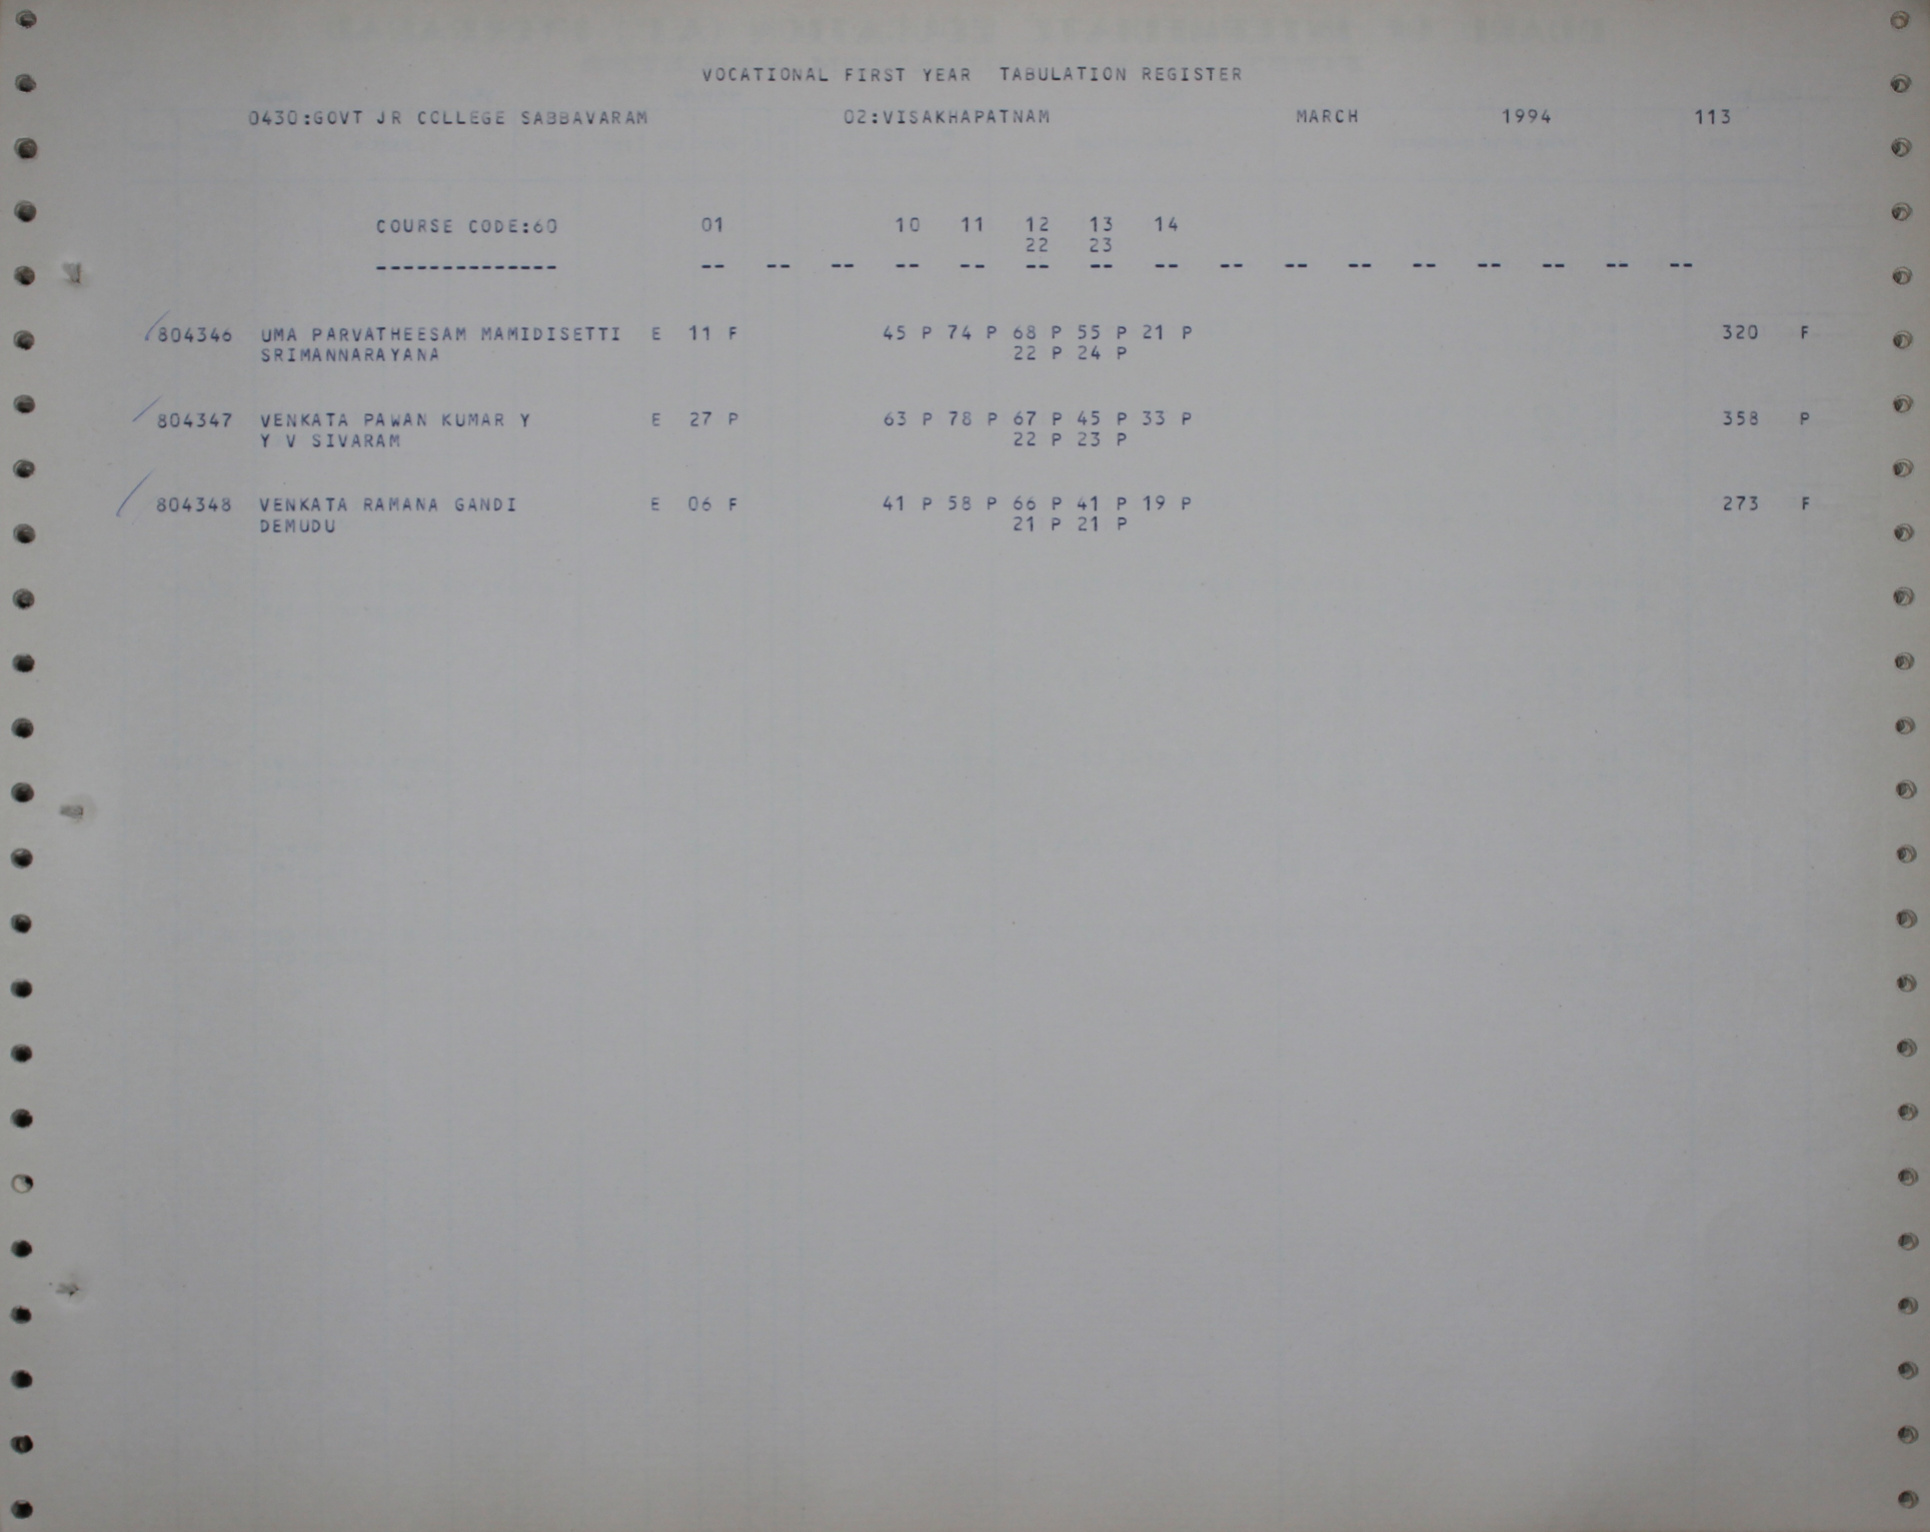 VOCATIONAL FIRST YEAR TABULATION REGISTER
0430:GOVT JR COLLEGE SABBAVARAM 02:VISAKHAPATNAM MARCH 1994 113
COURSE CODE:60 01 10 11 12 13 14
22 23
-------------- -- -- -- -- -- -- -- -- -- -- -- -- -- -- -- --
804346 UMA PARVATHEESAM MAMIDISETTI E 11 F 45 P 74 P 68 P 55 P 21 P 320 F
SRIMANNARAYANA 22 P 24 P
804347 VENKATA PAWAN KUMAR Y E 27 P 63 P 78 P 67 P 45 P 33 P 358 P
Y V SIVARAM 22 P 23 P
804348 VENKATA RAMANA GANDI E 06 F 41 P 58 P 66 P 41 P 19 P 273 F
DEMUDU 21 P 21 P